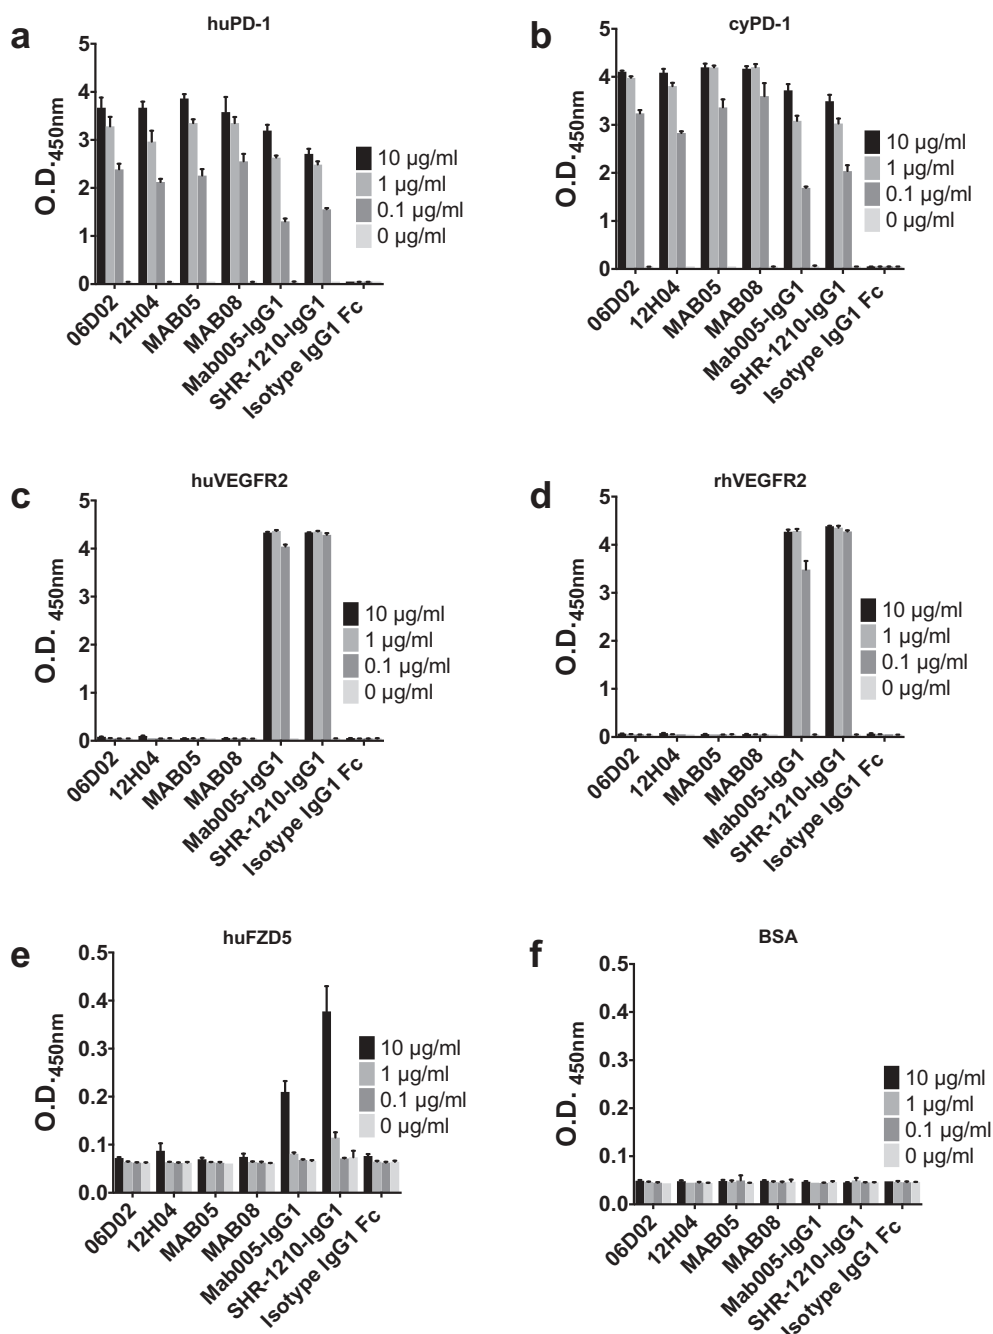 a
huPD-1
O.D.450nm
5
4
3
2
1
0
10 µg/ml
1 µg/ml
0.1 µg/ml
0 µg/ml
06D02
12H04
MAB05
MAB08
Mab005-IgG1
SHR-1210-IgG1
Isotype IgG1 Fc
b
cyPD-1
O.D.450nm
5
4
3
2
1
0
10 µg/ml
1 µg/ml
0.1 µg/ml
0 µg/ml
06D02
12H04
MAB05
MAB08
Mab005-IgG1
SHR-1210-IgG1
Isotype IgG1 Fc
c
huVEGFR2
O.D. 450nm
5
4
3
2
1
0
10 µg/ml
1 µg/ml
0.1 µg/ml
0 µg/ml
06D02
12H04
MAB05
MAB08
Mab005-IgG1
SHR-1210-IgG1
Isotype IgG1 Fc
d
rhVEGFR2
O.D. 450nm
5
4
3
2
1
0
10 µg/ml
1 µg/ml
0.1 µg/ml
0 µg/ml
06D02
12H04
MAB05
MAB08
Mab005-IgG1
SHR-1210-IgG1
Isotype IgG1 Fc
e
huFZD5
O.D.450nm
0.5
0.4
0.3
0.2
0.1
0.0
10 µg/ml
1 µg/ml
0.1 µg/ml
0 µg/ml
06D02
12H04
MAB05
MAB08
Mab005-IgG1
SHR-1210-IgG1
Isotype IgG1 Fc
f
BSA
O.D. 450nm
0.5
0.4
0.3
0.2
0.1
0.0
10 µg/ml
1 µg/ml
0.1 µg/ml
0 µg/ml
06D02
12H04
MAB05
MAB08
Mab005-IgG1
SHR-1210-IgG1
Isotype IgG1 Fc